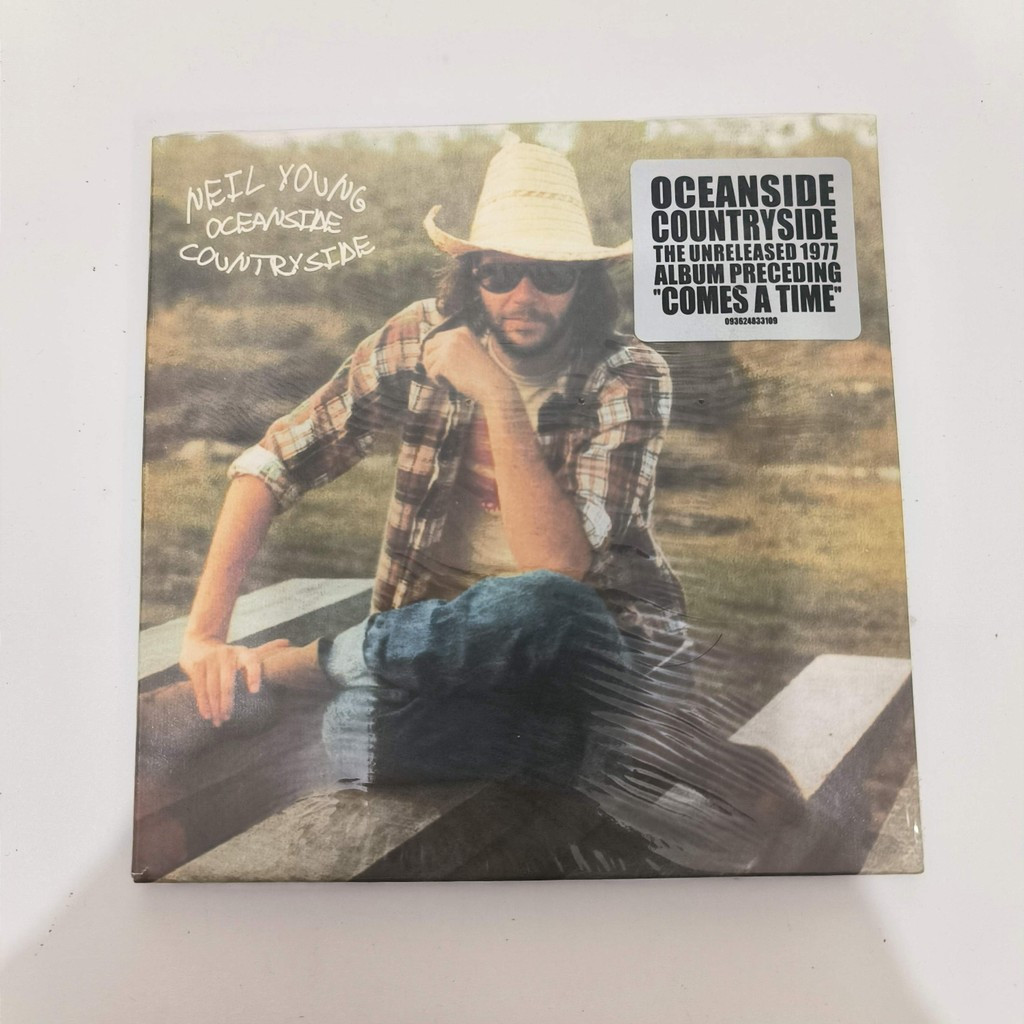 NEIL YOUNG
OCEANSIDE
COUNTRYSIDE
OCEANSIDE
COUNTRYSIDE
THE UNRELEASED 1977
ALBUM PRECEDING
"COMES A TIME"
093624833109